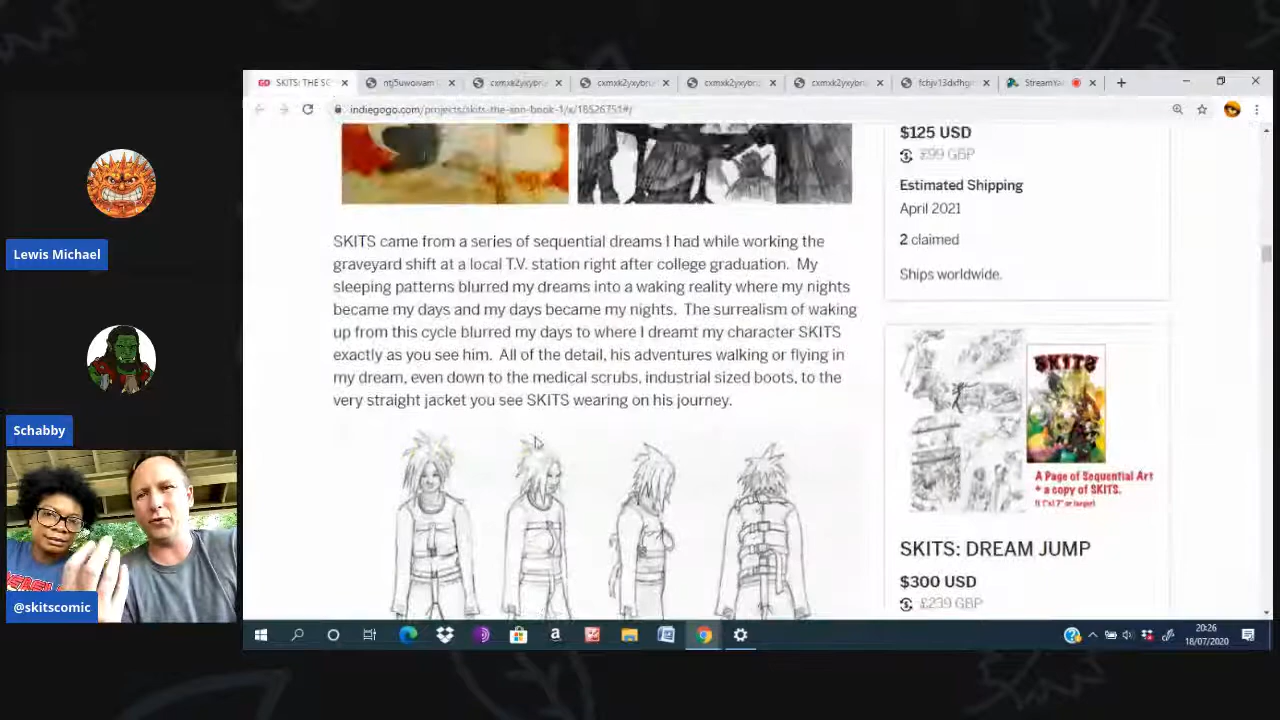 SKITS: THE SO
StreamYa
indiegogo.com/projects/skits-the-son-book-1/x/18526751#/
$125 USD
£99 GBP
Estimated Shipping
April 2021
2 claimed
Ships worldwide.
SKITS came from a series of sequential dreams I had while working the
graveyard shift at a local T.V. station right after college graduation. My
sleeping patterns blurred my dreams into a waking reality where my nights
became my days and my days became my nights. The surrealism of waking
up from this cycle blurred my days to where I dreamt my character SKITS
exactly as you see him. All of the detail, his adventures walking or flying in
my dream, even down to the medical scrubs, industrial sized boots, to the
very straight jacket you see SKITS wearing on his journey.
SKITS
A Page of Sequential Art
+ a copy of SKITS.
SKITS: DREAM JUMP
$300 USD
£239 GBP
Lewis Michael
Schabby
@skitscomic
20:26
18/07/2020